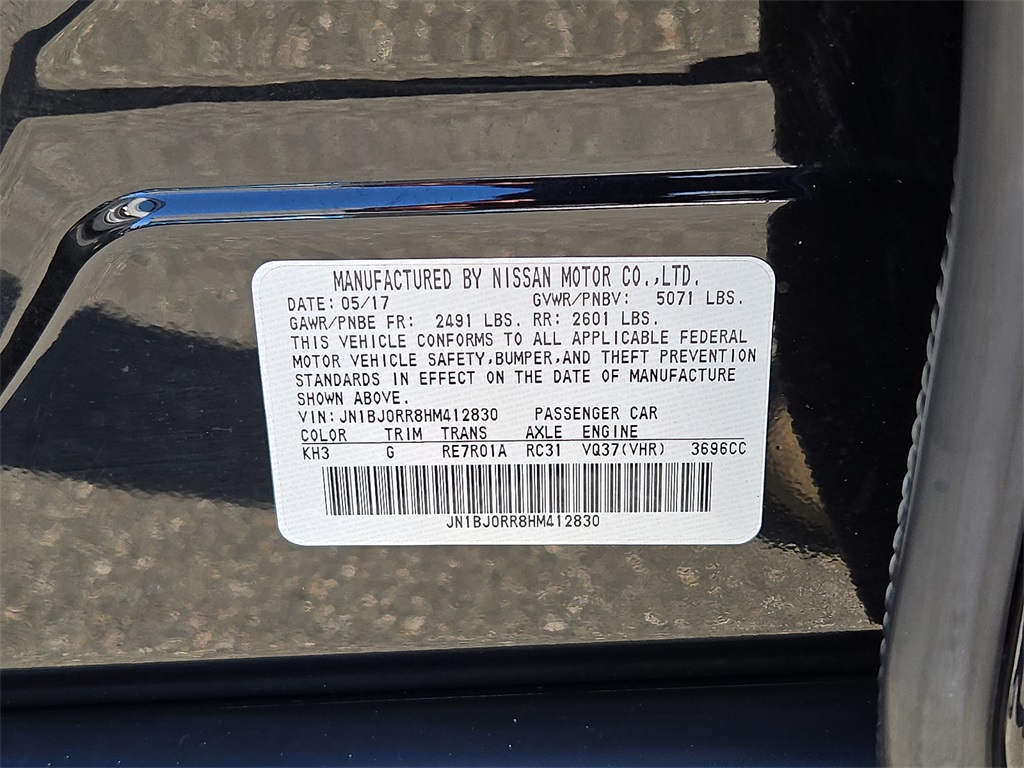 MANUFACTURED BY NISSAN MOTOR CO.,LTD.
DATE: 05/17 GVWR/PNBV: 5071 LBS.
GAWR/PNBE FR: 2491 LBS. RR: 2601 LBS.
THIS VEHICLE CONFORMS TO ALL APPLICABLE FEDERAL
MOTOR VEHICLE SAFETY,BUMPER,AND THEFT PREVENTION
STANDARDS IN EFFECT ON THE DATE OF MANUFACTURE
SHOWN ABOVE.
VIN: JN1BJ0RR8HM412830 PASSENGER CAR
COLOR TRIM TRANS AXLE ENGINE
KH3 G RE7R01A RC31 VQ37(VHR) 3696CC
JN1BJ0RR8HM412830